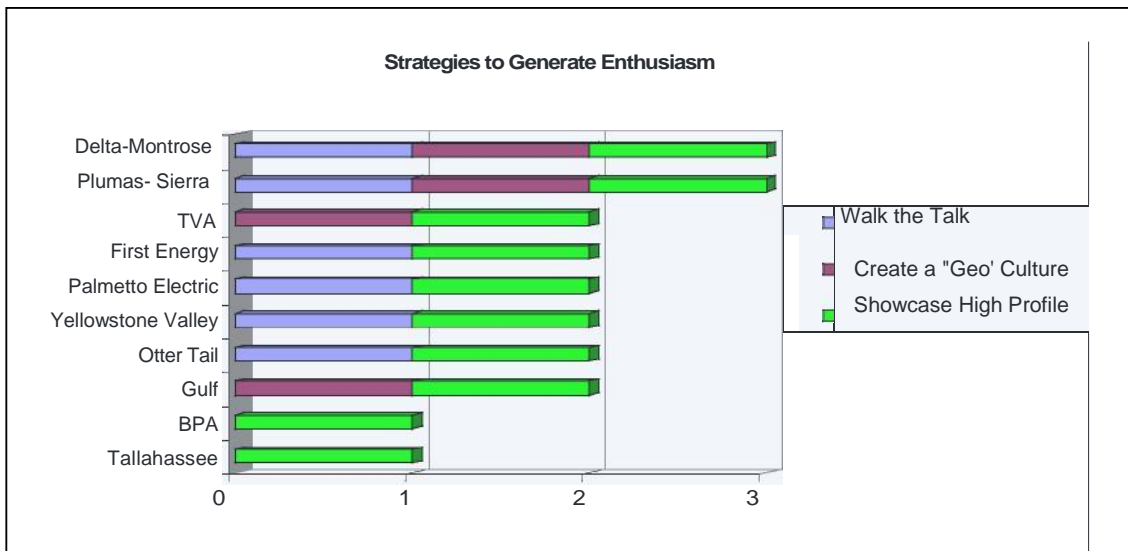 Strategies to Generate Enthusiasm
Delta-Montrose
Plumas- Sierra
TVA
First Energy
Palmetto Electric
Yellowstone Valley
Otter Tail
Gulf
BPA
Tallahassee
0 1 2 3
Walk the Talk
Create a "Geo' Culture
Showcase High Profile